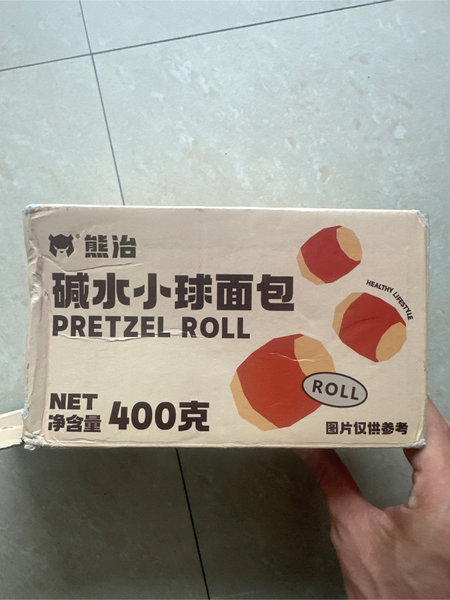 熊冶
碱水小球面包
PRETZEL ROLL
HEALTHY LIFESTYLE
ROLL
NET
净含量 400克
图片仅供参考